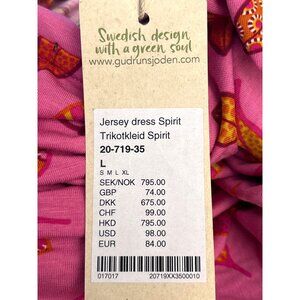 Swedish design
with a green soul
www.gudrunsjoden.com
Jersey dress Spirit
Trikotkleid Spirit
20-719-35
L
S M L XL
SEK/NOK 795.00
GBP 74.00
DKK 675.00
CHF 99.00
HKD 795.00
USD 98.00
EUR 84.00
017017 20719XX3500010